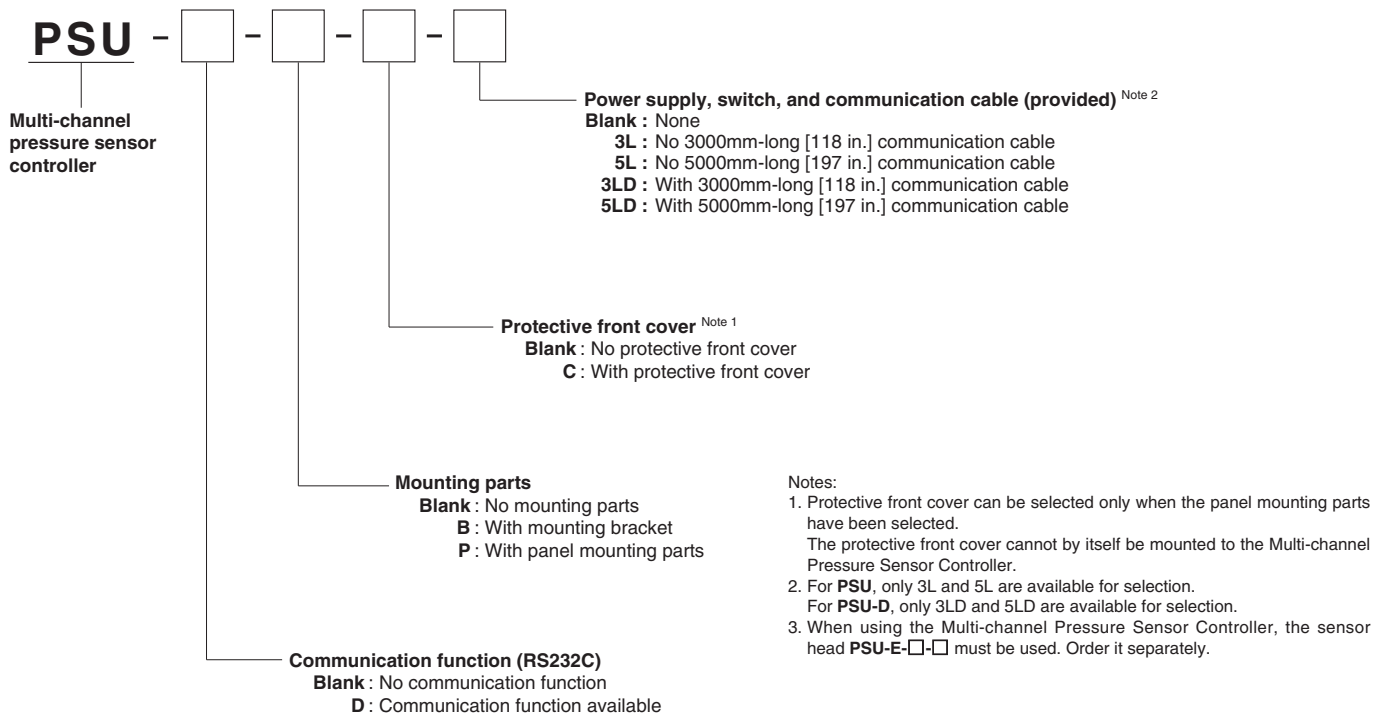 PSU - □ - □ - □ - □
Multi-channel
pressure sensor
controller
Power supply, switch, and communication cable (provided) Note 2
Blank : None
3L : No 3000mm-long [118 in.] communication cable
5L : No 5000mm-long [197 in.] communication cable
3LD : With 3000mm-long [118 in.] communication cable
5LD : With 5000mm-long [197 in.] communication cable
Protective front cover Note 1
Blank : No protective front cover
C : With protective front cover
Mounting parts
Blank : No mounting parts
B : With mounting bracket
P : With panel mounting parts
Communication function (RS232C)
Blank : No communication function
D : Communication function available
Notes:
1. Protective front cover can be selected only when the panel mounting parts
have been selected.
The protective front cover cannot by itself be mounted to the Multi-channel
Pressure Sensor Controller.
2. For PSU, only 3L and 5L are available for selection.
For PSU-D, only 3LD and 5LD are available for selection.
3. When using the Multi-channel Pressure Sensor Controller, the sensor
head PSU-E-□-□ must be used. Order it separately.